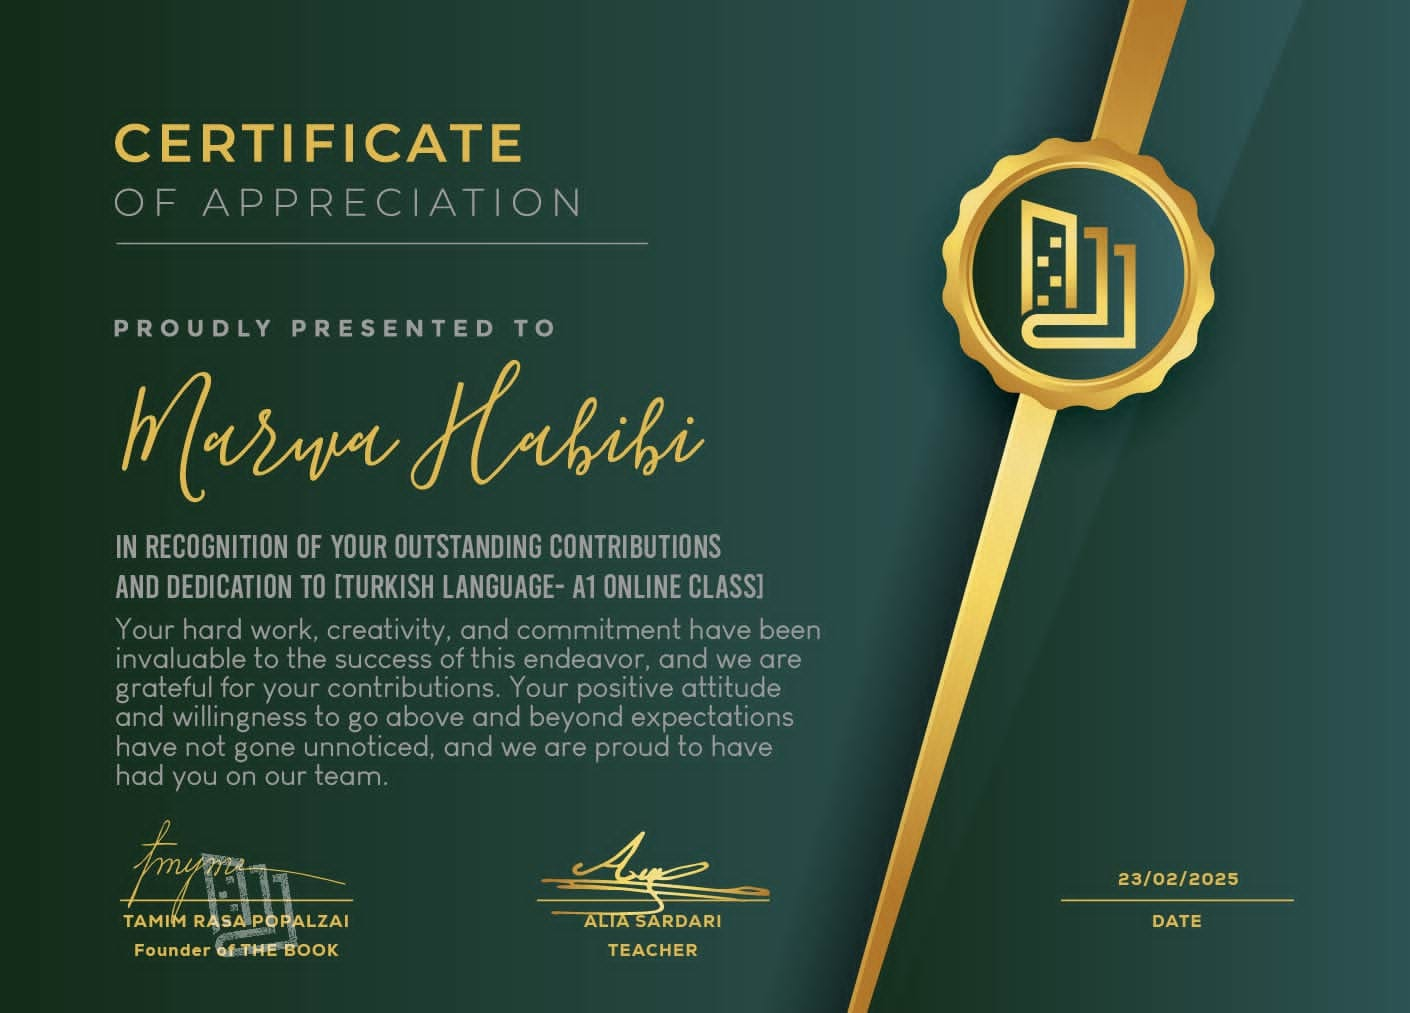 CERTIFICATE
OF APPRECIATION
PROUDLY PRESENTED TO
Marwa Habibi
IN RECOGNITION OF YOUR OUTSTANDING CONTRIBUTIONS
AND DEDICATION TO [TURKISH LANGUAGE- A1 ONLINE CLASS]
Your hard work, creativity, and commitment have been
invaluable to the success of this endeavor, and we are
grateful for your contributions. Your positive attitude
and willingness to go above and beyond expectations
have not gone unnoticed, and we are proud to have
had you on our team.
TAMIM RASA POPALZAI
Founder of THE BOOK
ALIA SARDARI
TEACHER
23/02/2025
DATE